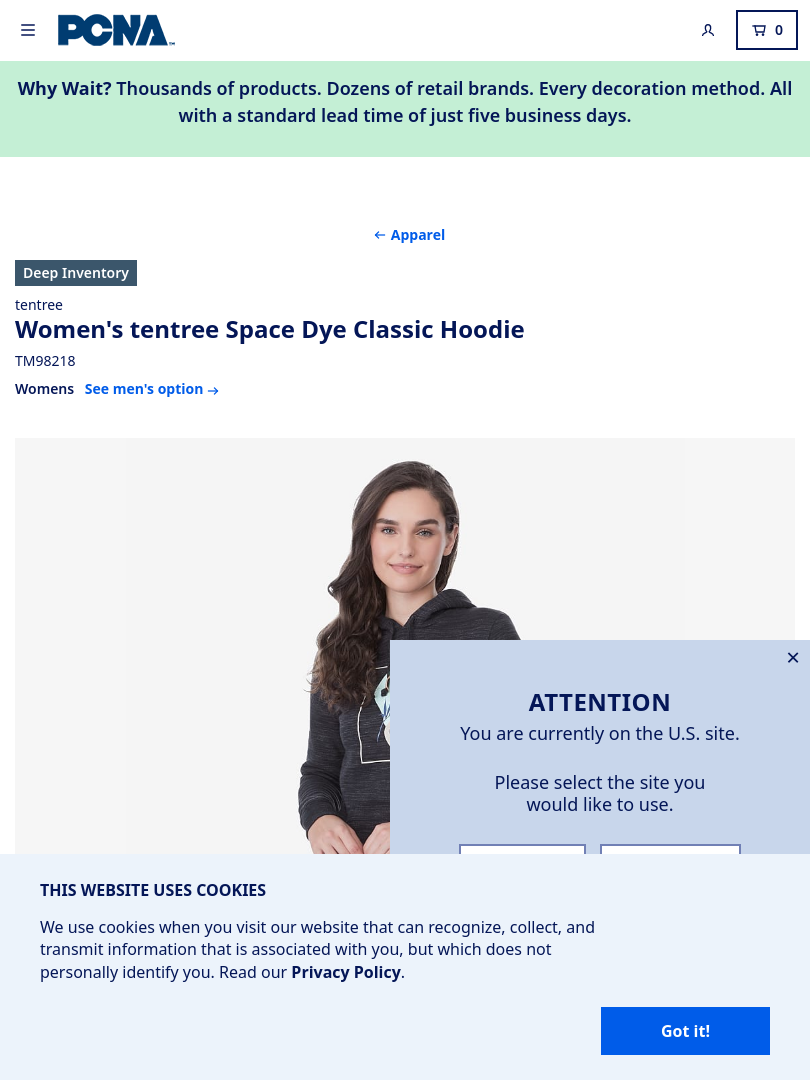 PCNA
0
Why Wait? Thousands of products. Dozens of retail brands. Every decoration method. All
with a standard lead time of just five business days.
← Apparel
Deep Inventory
tentree
Women's tentree Space Dye Classic Hoodie
TM98218
Womens See men's option →
ATTENTION
You are currently on the U.S. site.
Please select the site you
would like to use.
THIS WEBSITE USES COOKIES
We use cookies when you visit our website that can recognize, collect, and
transmit information that is associated with you, but which does not
personally identify you. Read our Privacy Policy.
Got it!